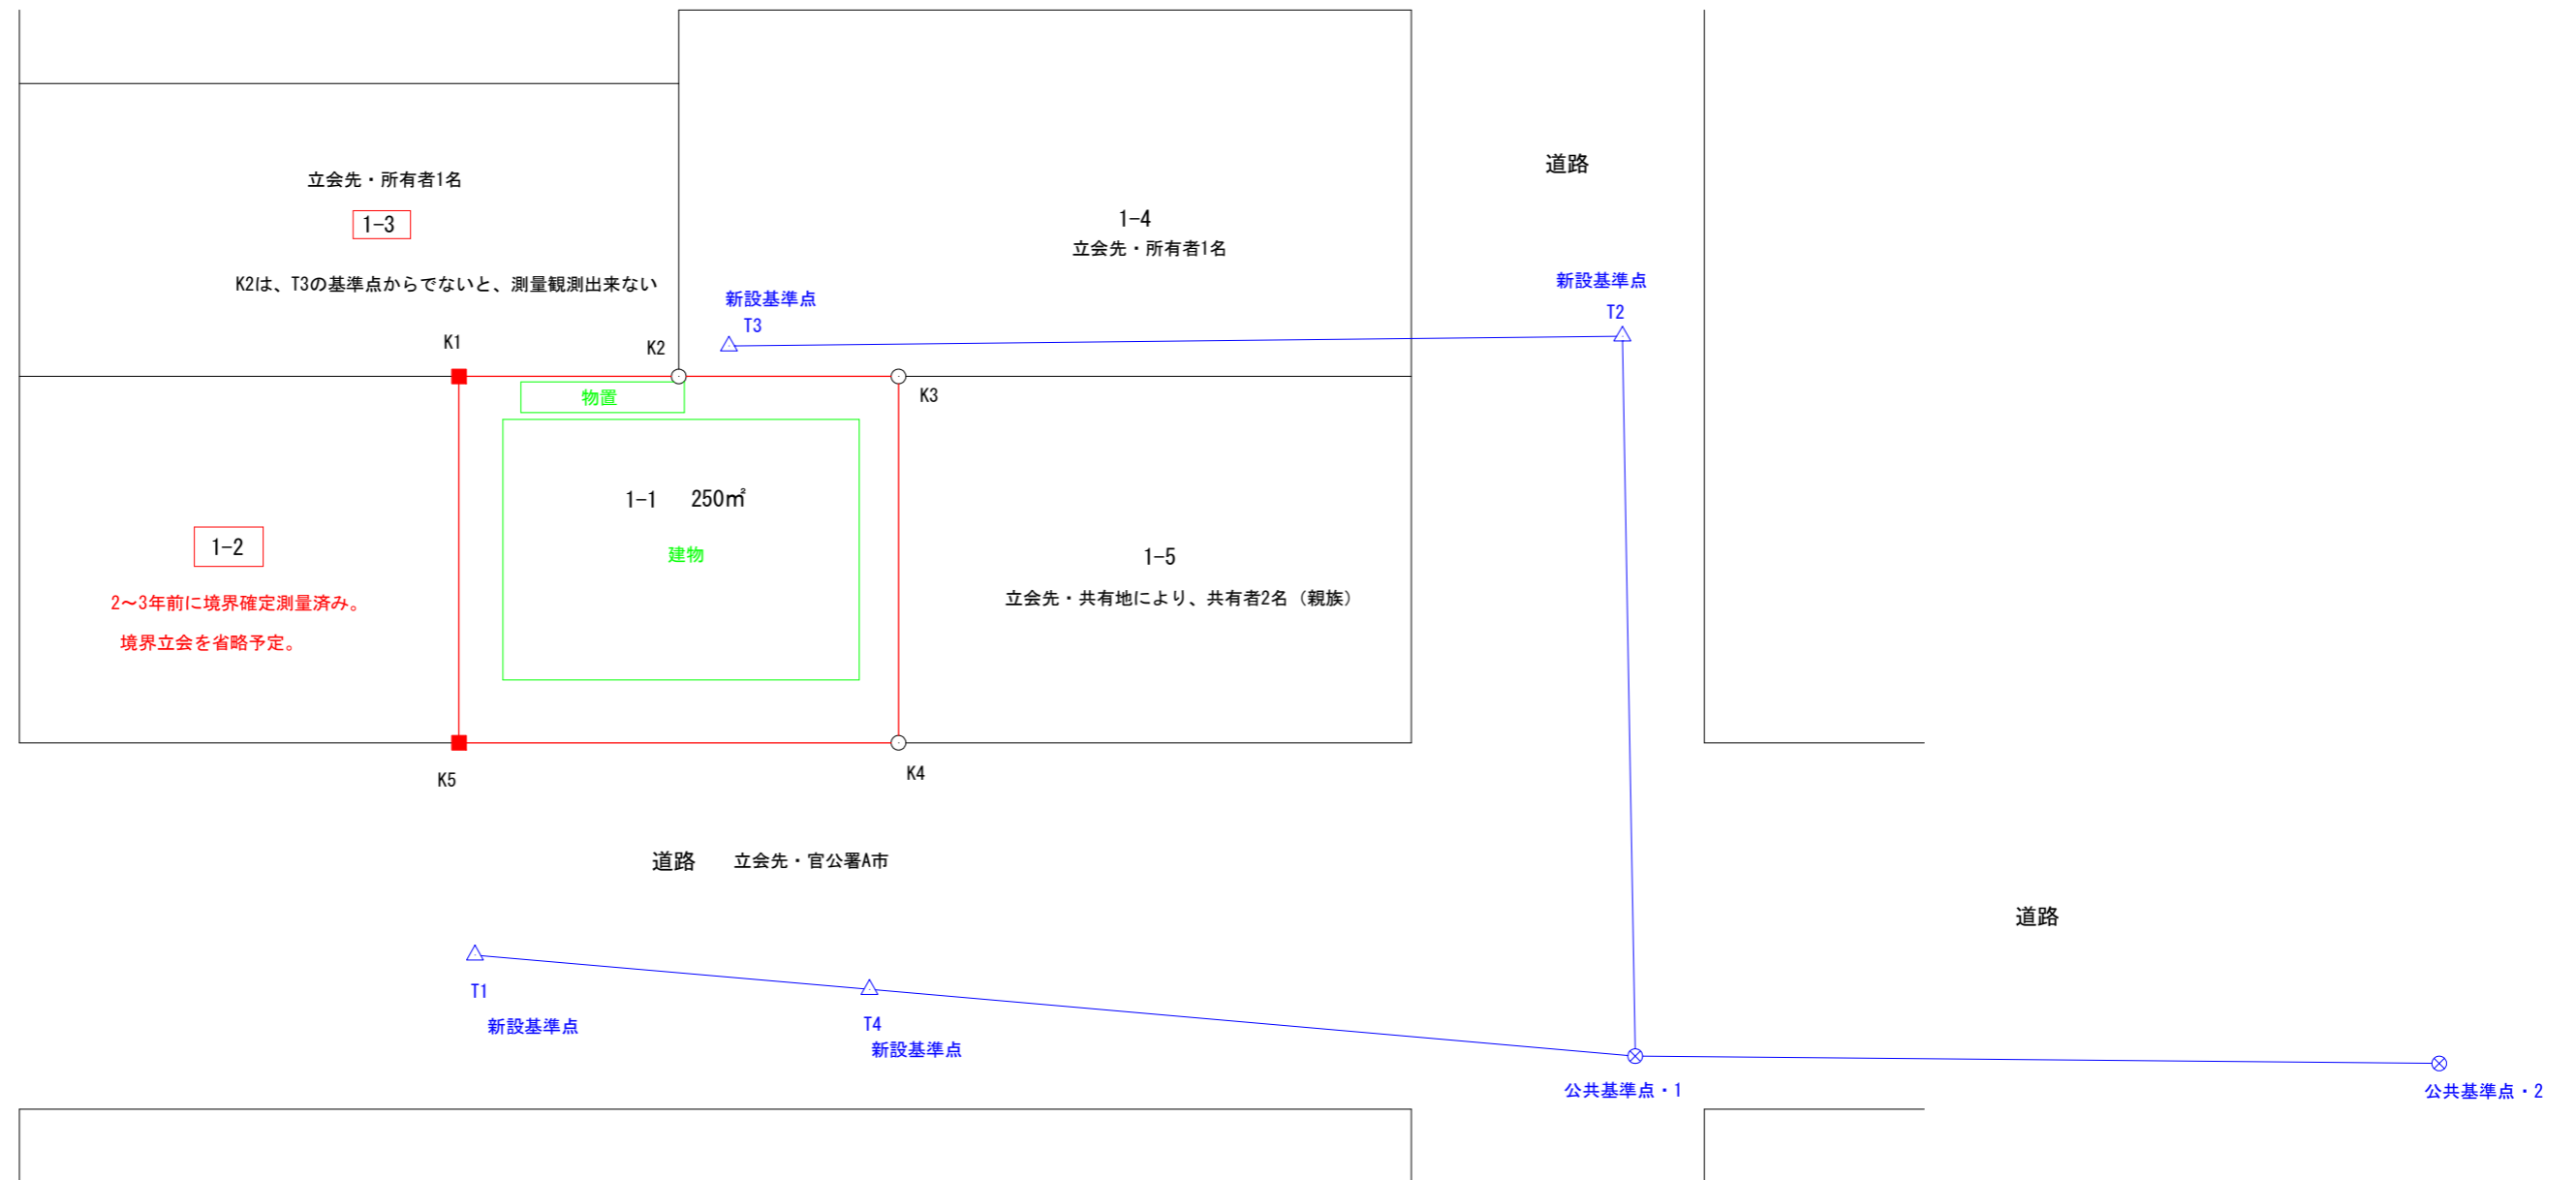 道路
立会先・所有者1名
1-3
1-4
立会先・所有者1名
K2は、T3の基準点からでないと、測量観測出来ない
新設基準点
T3
新設基準点
T2
K1
K2
K3
物置
1-1 250㎡
建物
1-2
2～3年前に境界確定測量済み。
境界立会を省略予定。
1-5
立会先・共有地により、共有者2名（親族）
K5
K4
道路 立会先・官公署A市
道路
T1
新設基準点
T4
新設基準点
公共基準点・1
公共基準点・2